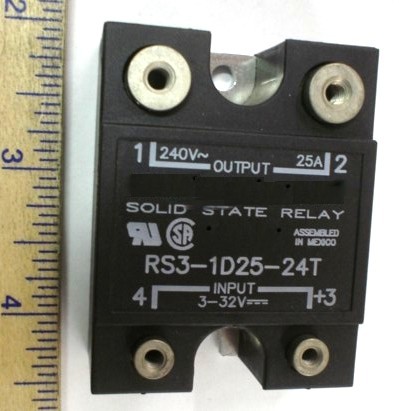 2
3
4
1 240V~ OUTPUT 25A 2
SOLID STATE RELAY
ASSEMBLED
IN MEXICO
RS3-1D25-24T
4 INPUT +3
3-32V⎓